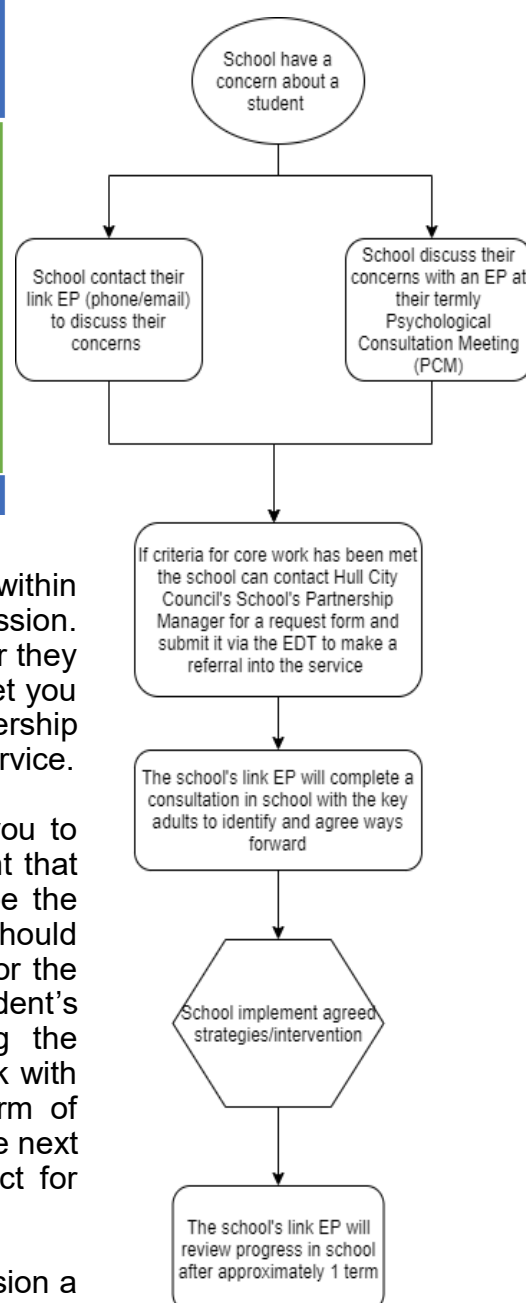 School have a
concern about a
student
School contact their
link EP (phone/email)
to discuss their
concerns
School discuss their
concerns with an EP at
their termly
Psychological
Consultation Meeting
(PCM)
If criteria for core work has been met
the school can contact Hull City
Council's School's Partnership
Manager for a request form and
submit it via the EDT to make a
referral into the service
The school's link EP will complete a
consultation in school with the key
adults to identify and agree ways
forward
School implement agreed
strategies/intervention
The school's link EP will
review progress in school
after approximately 1 term
within
ssion.
r they
et you
ership
rvice.
you to
nt that
e the
hould
or the
dent's
g the
k with
rm of
e next
ct for
sion a